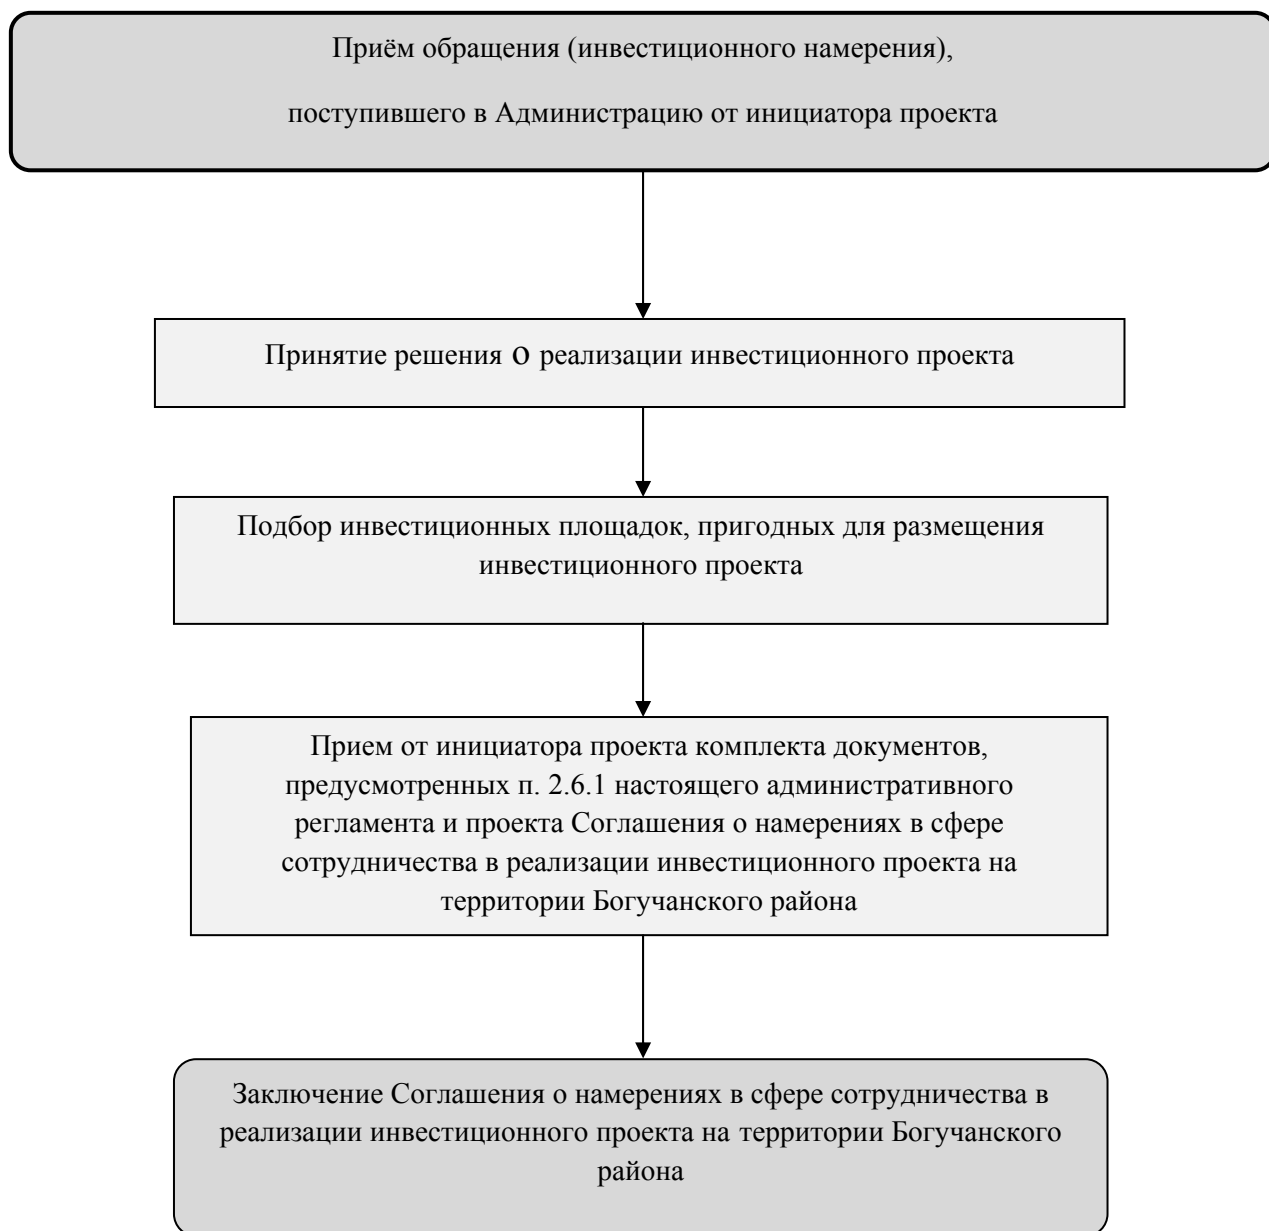 Приём обращения (инвестиционного намерения),
поступившего в Администрацию от инициатора проекта
Принятие решения о реализации инвестиционного проекта
Подбор инвестиционных площадок, пригодных для размещения
инвестиционного проекта
Прием от инициатора проекта комплекта документов,
предусмотренных п. 2.6.1 настоящего административного
регламента и проекта Соглашения о намерениях в сфере
сотрудничества в реализации инвестиционного проекта на
территории Богучанского района
Заключение Соглашения о намерениях в сфере сотрудничества в
реализации инвестиционного проекта на территории Богучанского
района